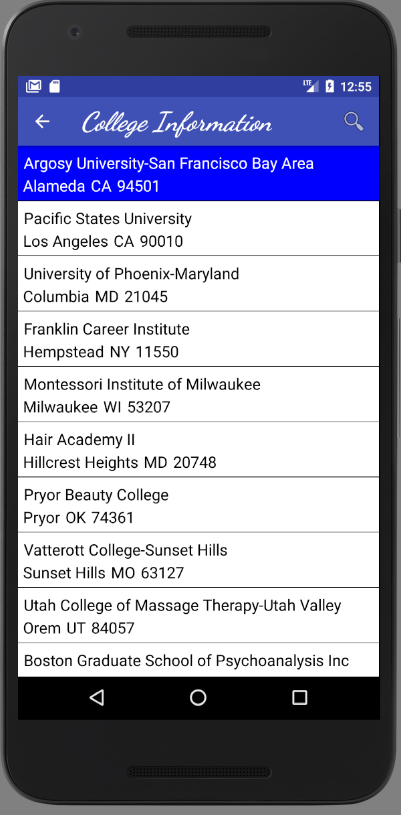 LTE 12:55
College Information
Argosy University-San Francisco Bay Area
Alameda CA 94501
Pacific States University
Los Angeles CA 90010
University of Phoenix-Maryland
Columbia MD 21045
Franklin Career Institute
Hempstead NY 11550
Montessori Institute of Milwaukee
Milwaukee WI 53207
Hair Academy II
Hillcrest Heights MD 20748
Pryor Beauty College
Pryor OK 74361
Vatterott College-Sunset Hills
Sunset Hills MO 63127
Utah College of Massage Therapy-Utah Valley
Orem UT 84057
Boston Graduate School of Psychoanalysis Inc